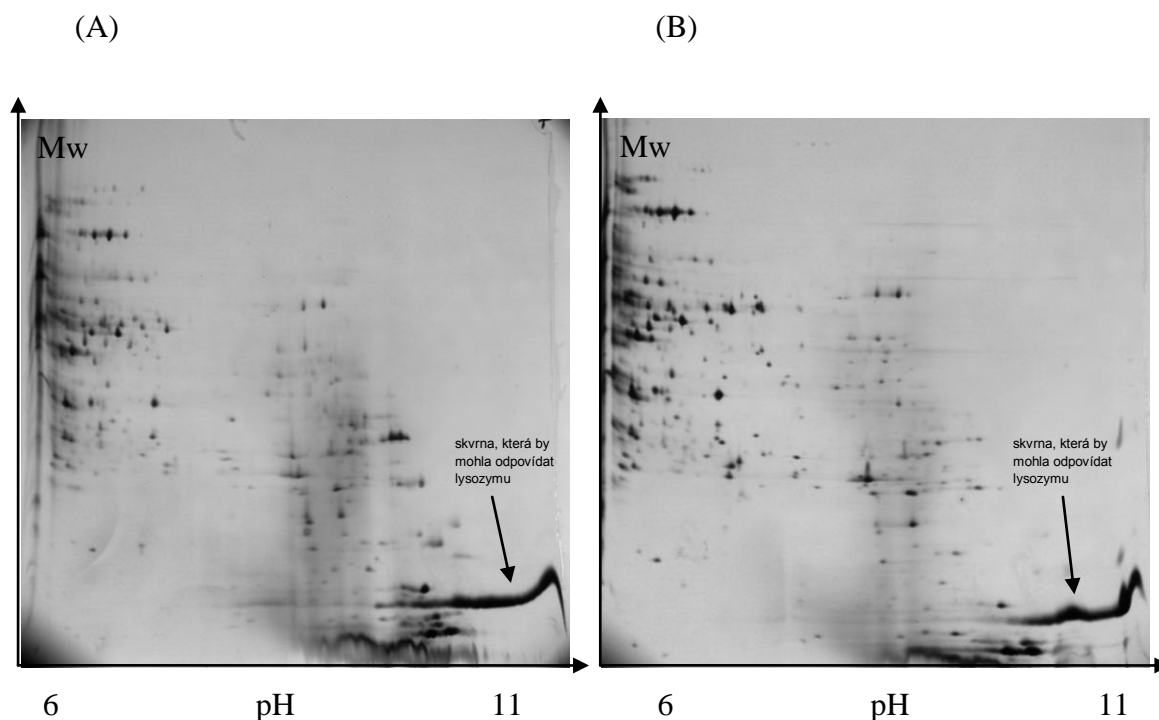 (A)
(B)
Mw
Mw
skvrna, která by
mohla odpovídat
lysozymu
skvrna, která by
mohla odpovídat
lysozymu
6 pH 11
6 pH 11